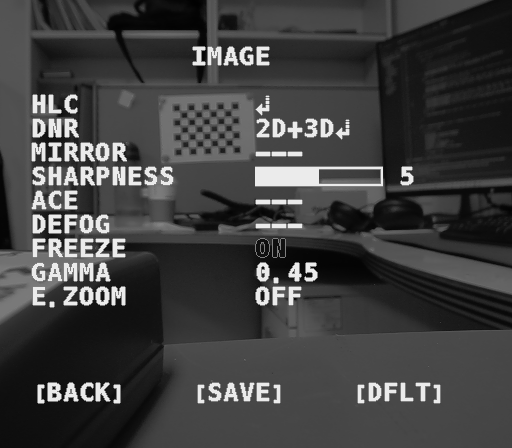 IMAGE
HLC ↲
DNR 2D+3D↲
MIRROR ---
SHARPNESS 5
ACE ---
DEFOG ---
FREEZE ON
GAMMA 0.45
E.ZOOM OFF
[BACK] [SAVE] [DFLT]